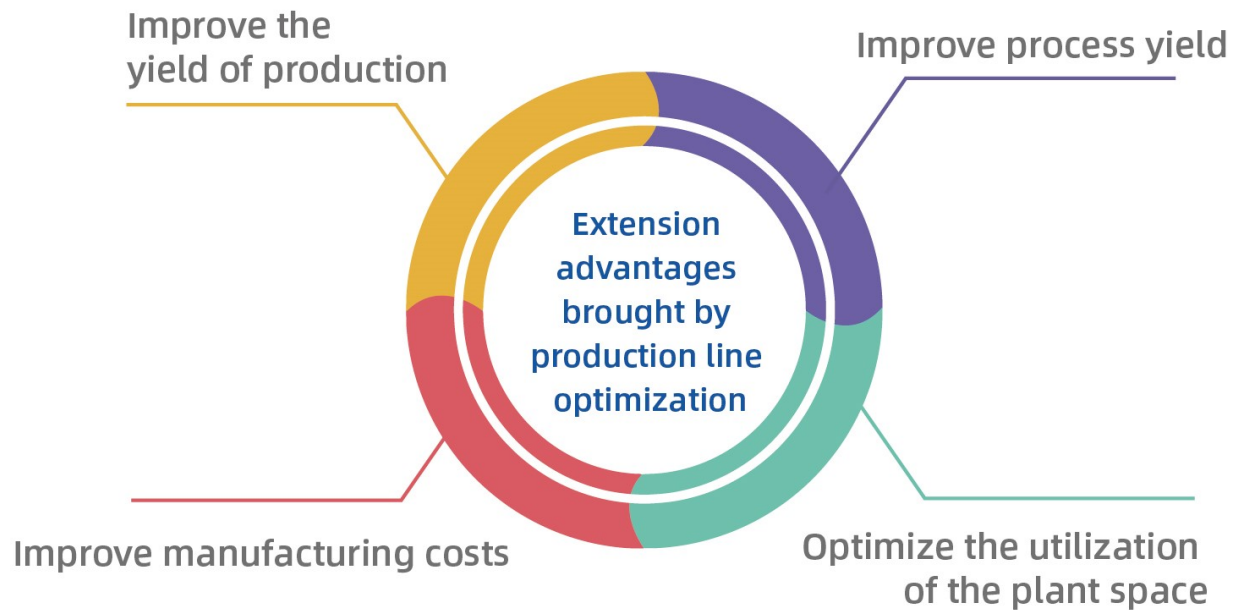 Improve the
yield of production
Improve process yield
Extension
advantages
brought by
production line
optimization
Improve manufacturing costs
Optimize the utilization
of the plant space